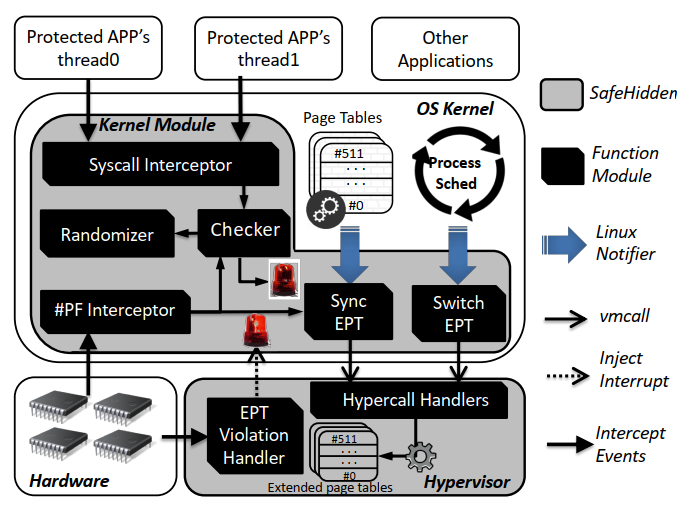 Protected APP's
thread0
Protected APP's
thread1
Other
Applications
SafeHidden
Kernel Module
Page Tables
OS Kernel
Syscall Interceptor
#511
. . .
. . .
#0
Process
Sched
Function
Module
Randomizer
Checker
Linux
Notifier
#PF Interceptor
Sync
EPT
Switch
EPT
vmcall
Inject
Interrupt
EPT
Violation
Handler
Hypercall Handlers
#511
. . .
. . .
#0
Extended page tables
Hardware
Hypervisor
Intercept
Events